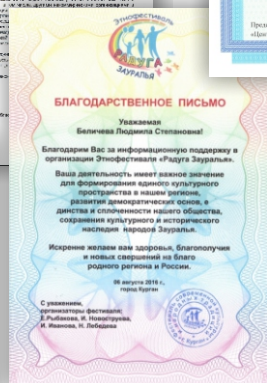 Этнофестиваль
РАДУГА
ЗАУРАЛЬЯ
БЛАГОДАРСТВЕННОЕ ПИСЬМО
Уважаемая
Беличева Людмила Степановна!
Благодарим Вас за информационную поддержку в
организации Этнофестиваля «Радуга Зауралья».
Ваша деятельность имеет важное значение
для формирования единого культурного
пространства в нашем регионе,
развития демократических основ, е
динства и сплоченности нашего общества,
сохранения культурного и исторического
наследия народов Зауралья.
Искренне желаем вам здоровья, благополучия
и новых свершений на благо
родного региона и России.
06 августа 2016 г.
город Курган
С уважением,
организаторы фестиваля:
Е.Рыбакова, И. Новоструева,
И. Иванова, Н. Лебедева